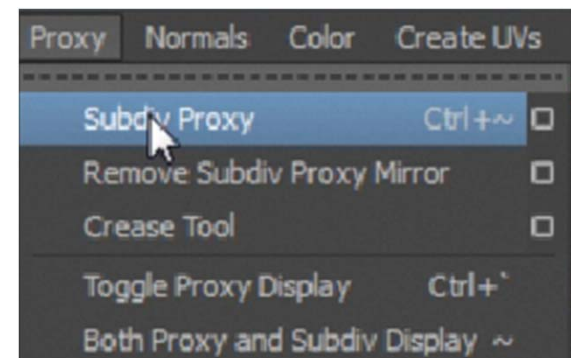 Proxy Normals Color Create UVs
Subdiv Proxy Ctrl+~
Remove Subdiv Proxy Mirror
Crease Tool
Toggle Proxy Display Ctrl+`
Both Proxy and Subdiv Display ~